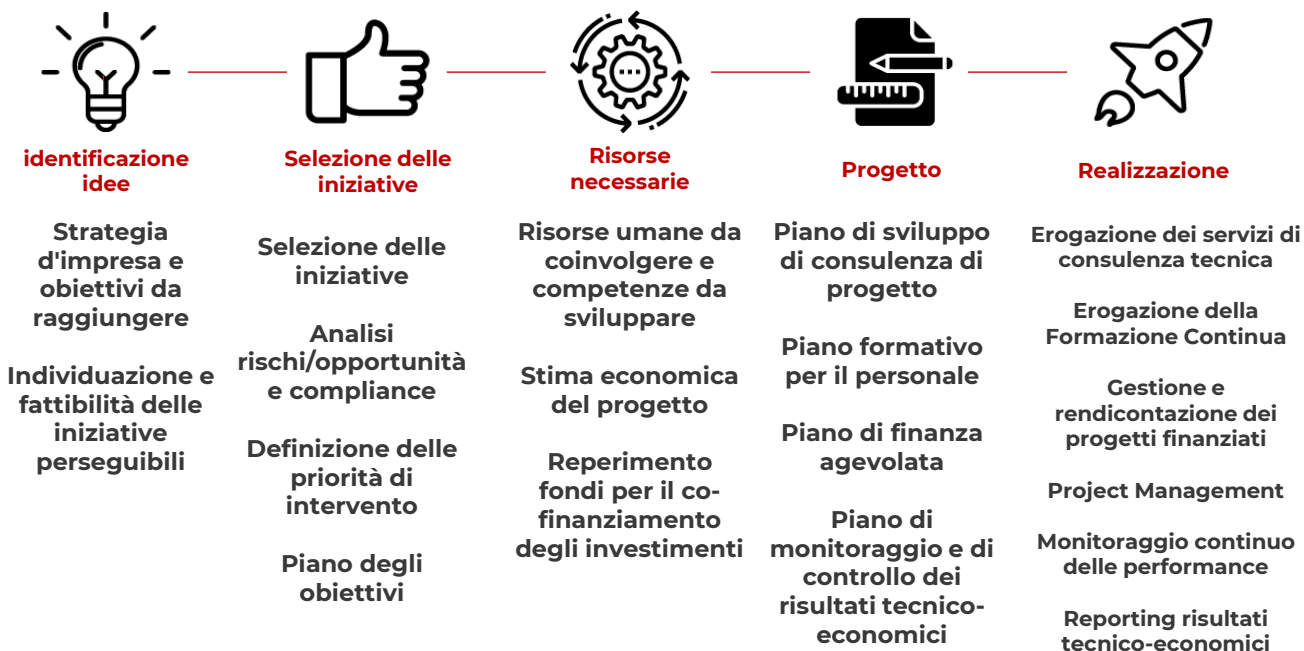 identificazione
idee
Strategia
d'impresa e
obiettivi da
raggiungere
Individuazione e
fattibilità delle
iniziative
perseguibili
Selezione delle
iniziative
Selezione delle
iniziative
Analisi
rischi/opportunità
e compliance
Definizione delle
priorità di
intervento
Piano degli
obiettivi
Risorse
necessarie
Risorse umane da
coinvolgere e
competenze da
sviluppare
Stima economica
del progetto
Reperimento
fondi per il co-
finanziamento
degli investimenti
Progetto
Piano di sviluppo
di consulenza di
progetto
Piano formativo
per il personale
Piano di finanza
agevolata
Piano di
monitoraggio e di
controllo dei
risultati tecnico-
economici
Realizzazione
Erogazione dei servizi di
consulenza tecnica
Erogazione della
Formazione Continua
Gestione e
rendicontazione dei
progetti finanziati
Project Management
Monitoraggio continuo
delle performance
Reporting risultati
tecnico-economici